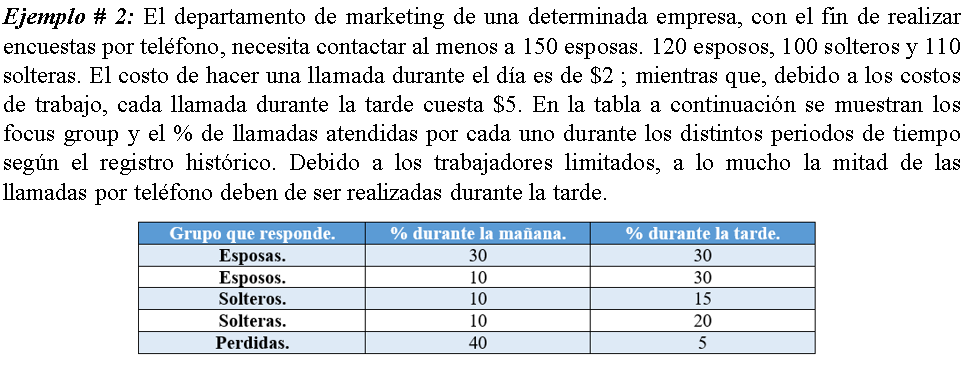 Ejemplo # 2: El departamento de marketing de una determinada empresa, con el fin de realizar
encuestas por teléfono, necesita contactar al menos a 150 esposas. 120 esposos, 100 solteros y 110
solteras. El costo de hacer una llamada durante el día es de $2 ; mientras que, debido a los costos
de trabajo, cada llamada durante la tarde cuesta $5. En la tabla a continuación se muestran los
focus group y el % de llamadas atendidas por cada uno durante los distintos periodos de tiempo
según el registro histórico. Debido a los trabajadores limitados, a lo mucho la mitad de las
llamadas por teléfono deben de ser realizadas durante la tarde.
Grupo que responde. % durante la mañana. % durante la tarde.
Esposas. 30 30
Esposos. 10 30
Solteros. 10 15
Solteras. 10 20
Perdidas. 40 5